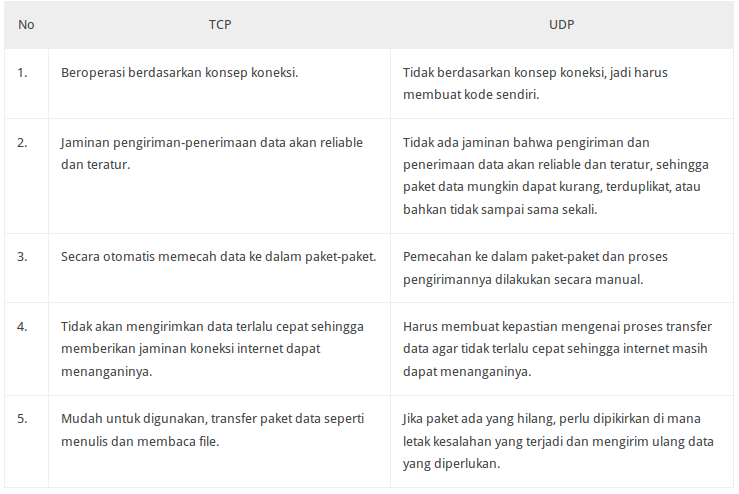 No TCP UDP
1. Beroperasi berdasarkan konsep koneksi. Tidak berdasarkan konsep koneksi, jadi harus
membuat kode sendiri.
2. Jaminan pengiriman-penerimaan data akan reliable
dan teratur.
Tidak ada jaminan bahwa pengiriman dan
penerimaan data akan reliable dan teratur, sehingga
paket data mungkin dapat kurang, terduplikat, atau
bahkan tidak sampai sama sekali.
3. Secara otomatis memecah data ke dalam paket-paket.
Pemecahan ke dalam paket-paket dan proses
pengirimannya dilakukan secara manual.
4. Tidak akan mengirimkan data terlalu cepat sehingga
memberikan jaminan koneksi internet dapat
menanganinya.
Harus membuat kepastian mengenai proses transfer
data agar tidak terlalu cepat sehingga internet masih
dapat menanganinya.
5. Mudah untuk digunakan, transfer paket data seperti
menulis dan membaca file.
Jika paket ada yang hilang, perlu dipikirkan di mana
letak kesalahan yang terjadi dan mengirim ulang data
yang diperlukan.